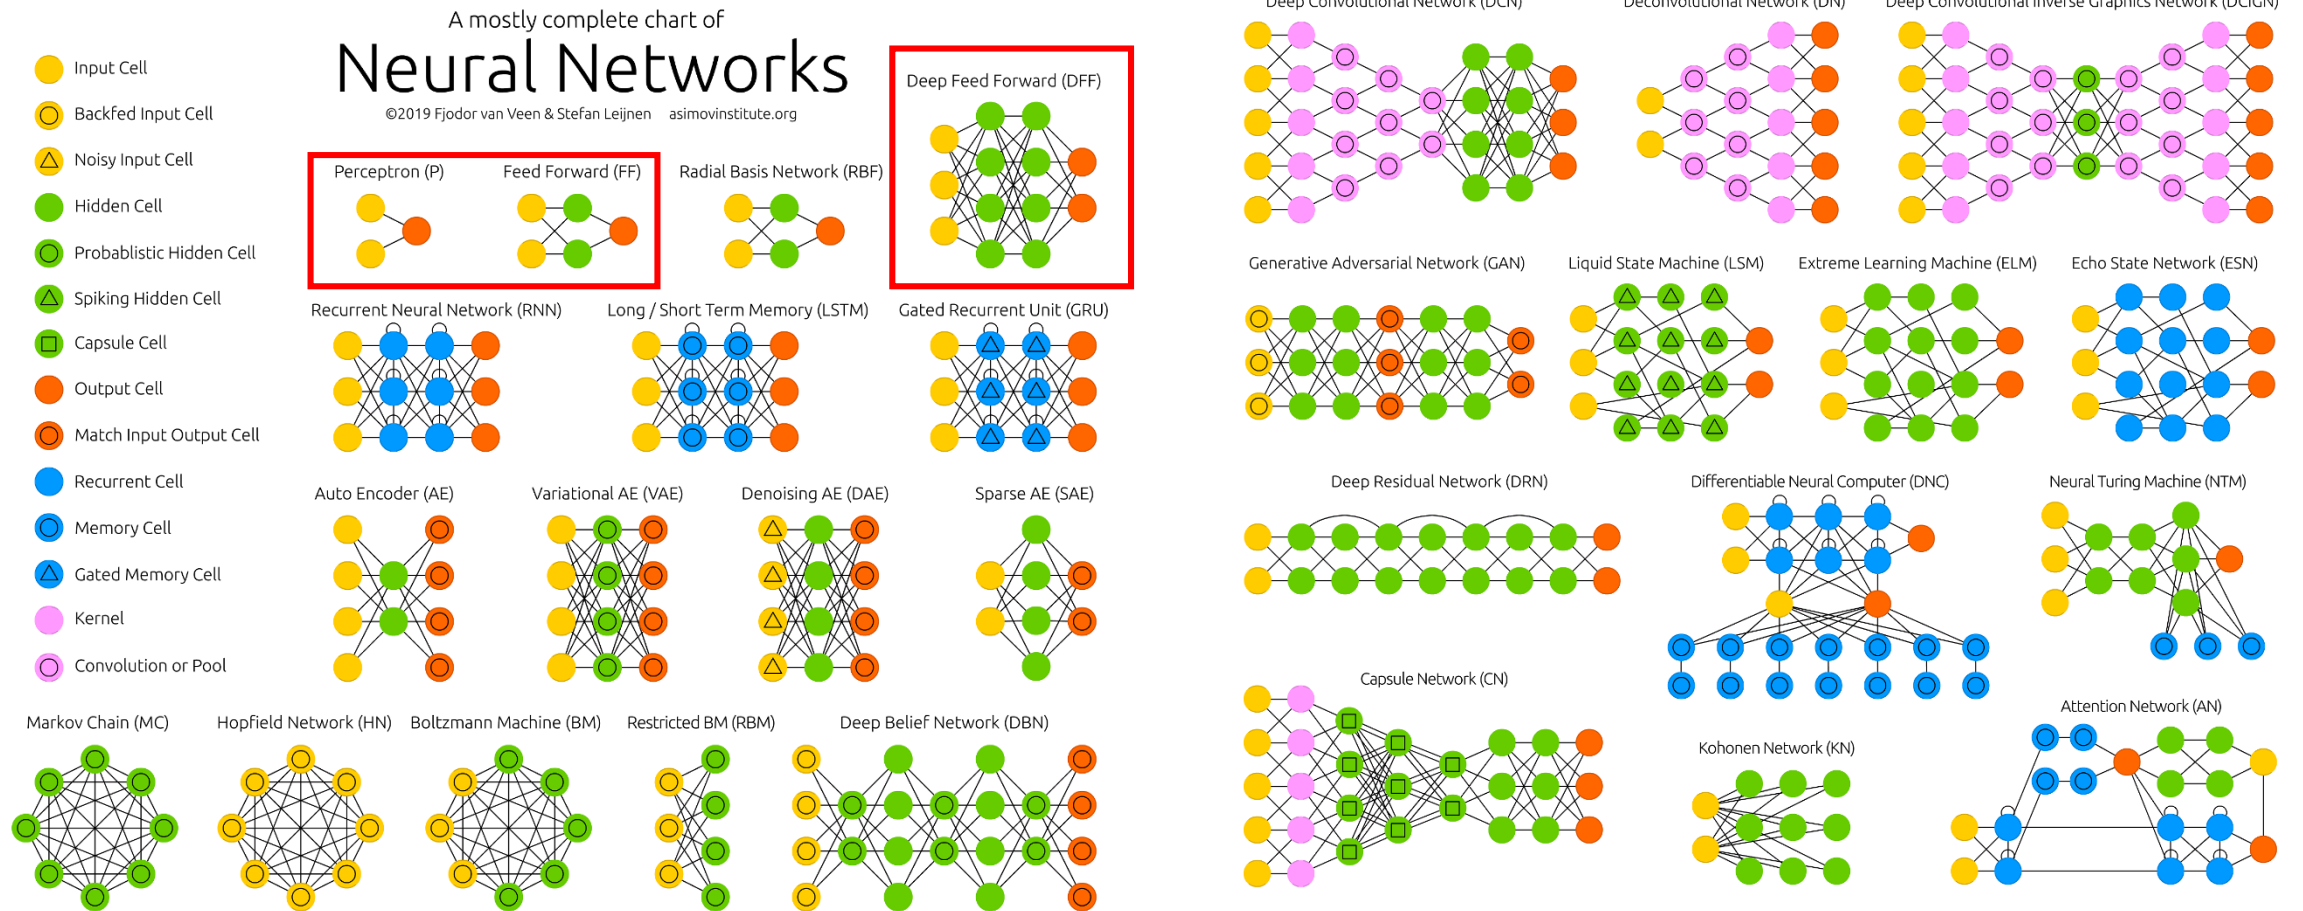 A mostly complete chart of
Neural Networks
©2019 Fjodor van Veen & Stefan Leijnen asimovinstitute.org
Input Cell
Backfed Input Cell
Noisy Input Cell
Hidden Cell
Probablistic Hidden Cell
Spiking Hidden Cell
Capsule Cell
Output Cell
Match Input Output Cell
Recurrent Cell
Memory Cell
Gated Memory Cell
Kernel
Convolution or Pool
Deep Feed Forward (DFF)
Perceptron (P)
Feed Forward (FF)
Radial Basis Network (RBF)
Recurrent Neural Network (RNN)
Long / Short Term Memory (LSTM)
Gated Recurrent Unit (GRU)
Auto Encoder (AE)
Variational AE (VAE)
Denoising AE (DAE)
Sparse AE (SAE)
Markov Chain (MC)
Hopfield Network (HN)
Boltzmann Machine (BM)
Restricted BM (RBM)
Deep Belief Network (DBN)
Deep Convolutional Network (DCN)
Deconvolutional Network (DN)
Deep Convolutional Inverse Graphics Network (DCIGN)
Generative Adversarial Network (GAN)
Liquid State Machine (LSM)
Extreme Learning Machine (ELM)
Echo State Network (ESN)
Deep Residual Network (DRN)
Differentiable Neural Computer (DNC)
Neural Turing Machine (NTM)
Capsule Network (CN)
Kohonen Network (KN)
Attention Network (AN)